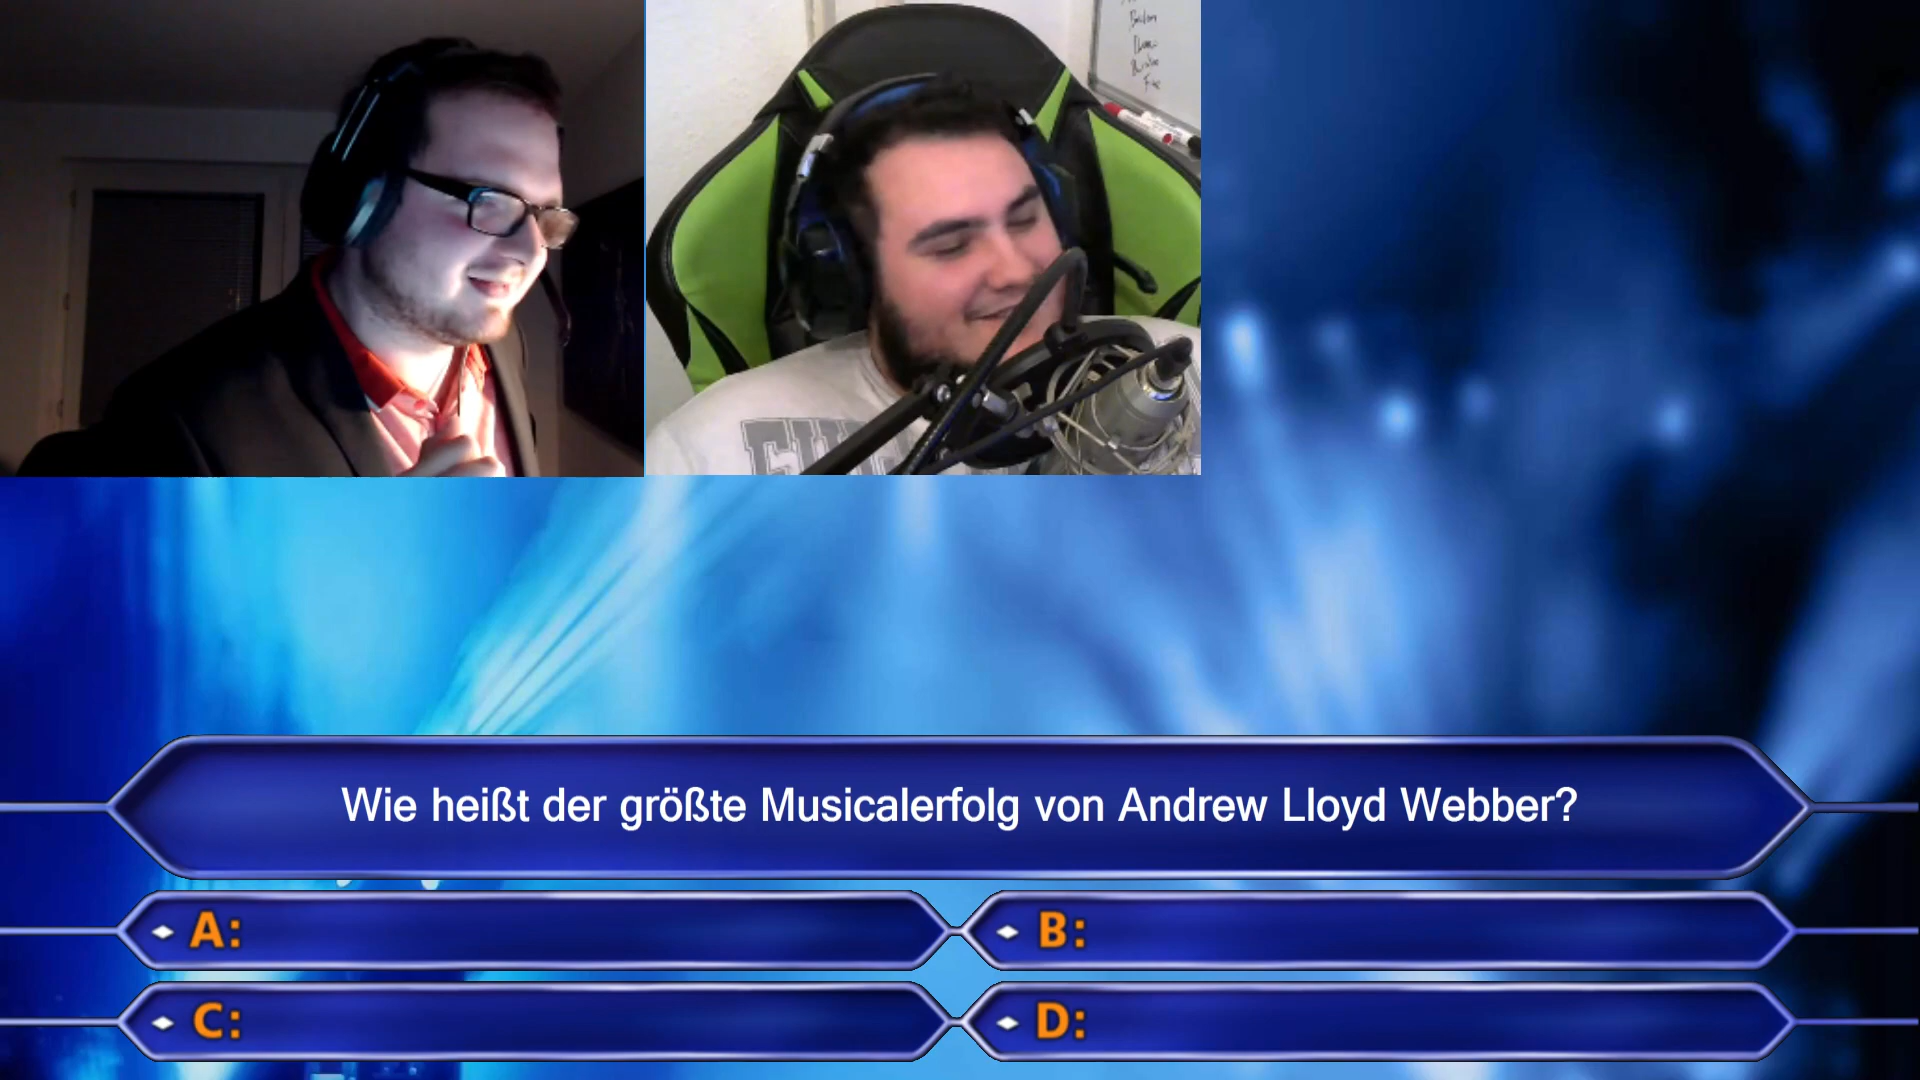 Wie heißt der größte Musicalerfolg von Andrew Lloyd Webber?
A:
B:
C:
D: